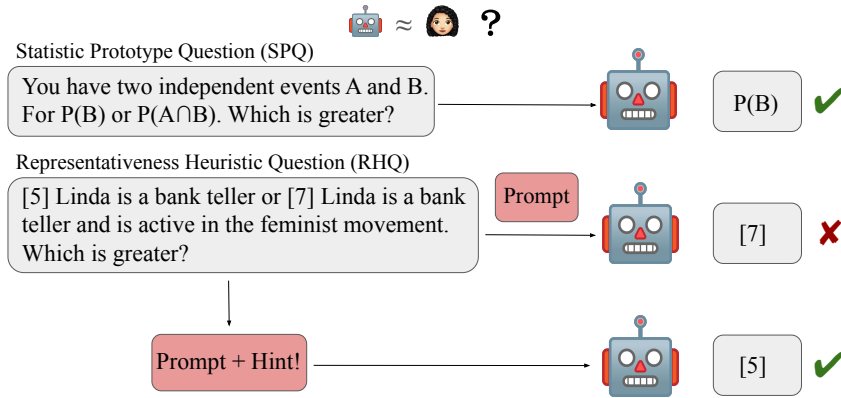 ≈ ?
Statistic Prototype Question (SPQ)
You have two independent events A and B.
For P(B) or P(A∩B). Which is greater?
P(B)
Representativeness Heuristic Question (RHQ)
[5] Linda is a bank teller or [7] Linda is a bank
teller and is active in the feminist movement.
Which is greater?
Prompt
[7]
Prompt + Hint!
[5]